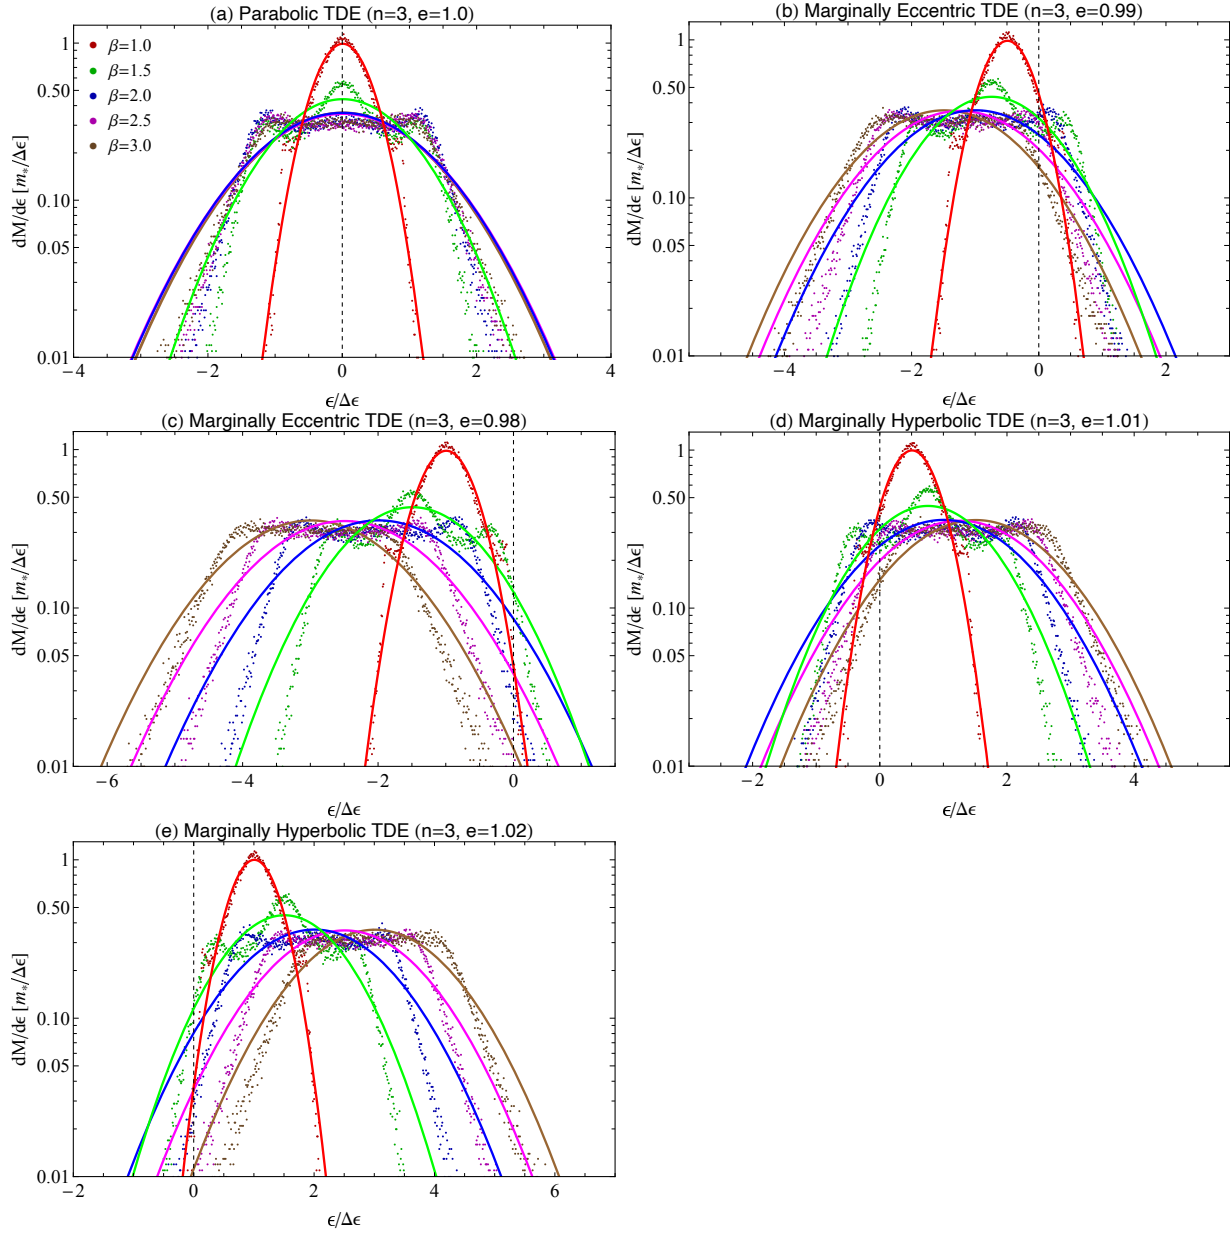 (a) Parabolic TDE (n=3, e=1.0)
1
0.50
0.10
0.05
0.01
dM/dϵ [m*/Δϵ]
β=1.0
β=1.5
β=2.0
β=2.5
β=3.0
−4 −2 0 2 4
ϵ/Δϵ
(b) Marginally Eccentric TDE (n=3, e=0.99)
1
0.50
0.10
0.05
0.01
dM/dϵ [m*/Δϵ]
−4 −2 0 2
ϵ/Δϵ
(c) Marginally Eccentric TDE (n=3, e=0.98)
1
0.50
0.10
0.05
0.01
dM/dϵ [m*/Δϵ]
−6 −4 −2 0
ϵ/Δϵ
(d) Marginally Hyperbolic TDE (n=3, e=1.01)
1
0.50
0.10
0.05
0.01
dM/dϵ [m*/Δϵ]
−2 0 2 4
ϵ/Δϵ
(e) Marginally Hyperbolic TDE (n=3, e=1.02)
1
0.50
0.10
0.05
0.01
dM/dϵ [m*/Δϵ]
−2 0 2 4 6
ϵ/Δϵ